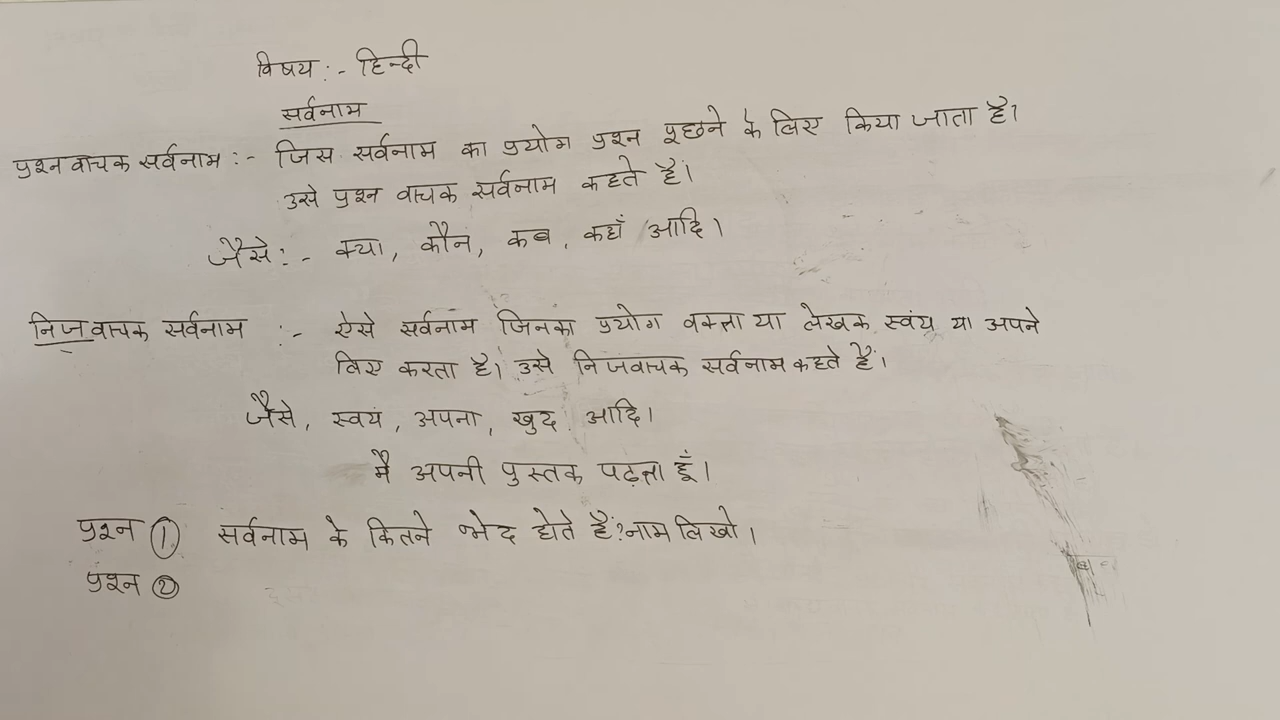 विषय :- हिन्दी
सर्वनाम
प्रश्न वाचक सर्वनाम :- जिस सर्वनाम का प्रयोग प्रश्न पूछने के लिए किया जाता है।
उसे प्रश्न वाचक सर्वनाम कहते हैं।
जैसे :- क्या, कौन, कब, कहाँ आदि।
निजवाचक सर्वनाम :- ऐसे सर्वनाम जिनका प्रयोग वक्ता या लेखक स्वंय या अपने
लिए करता है। उसे निजवाचक सर्वनाम कहते हैं।
जैसे, स्वयं, अपना, खुद आदि।
मै अपनी पुस्तक पढ़ता हूँ।
प्रश्न ① सर्वनाम के कितने भेद होते हैं? नाम लिखो।
प्रश्न ②